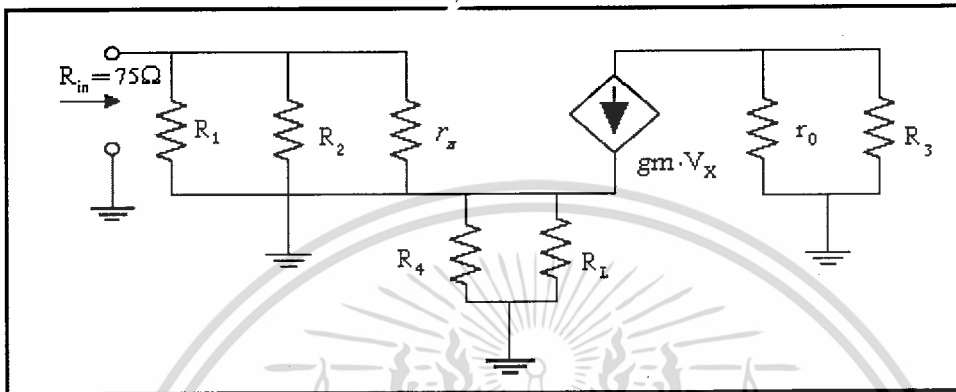 R_in = 75Ω
R_1
R_2
r_π
gm·V_X
r_0
R_3
R_4
R_L